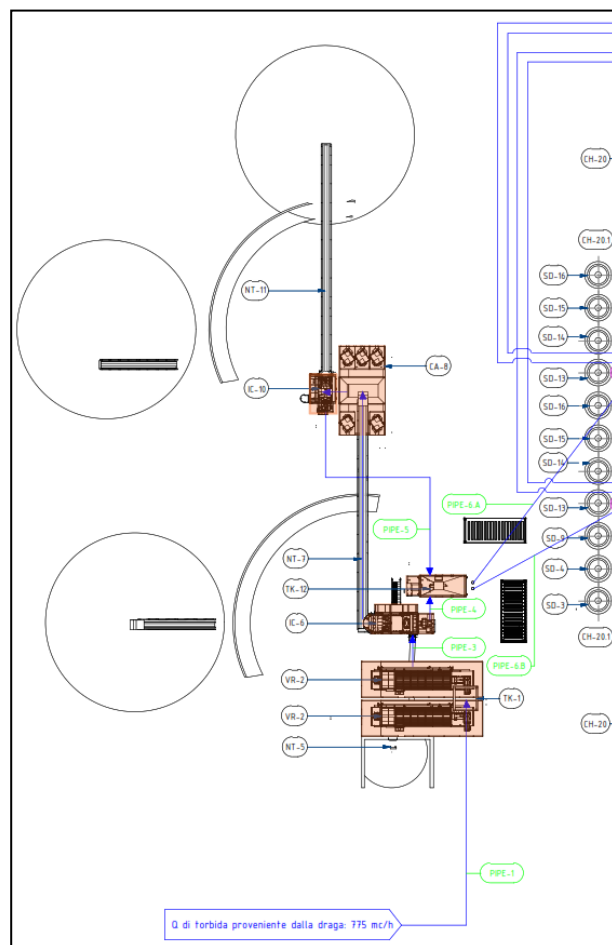 CH-20
CH-20.1
SD-16
NT-11
SD-15
SD-14
CA-8
SD-13
IC-10
SD-16
SD-15
SD-14
PIPE-6.A
SD-13
PIPE-5
SD-9
NT-7
SD-4
TK-12
SD-3
PIPE-4
IC-6
CH-20.1
PIPE-3
PIPE-6.B
VR-2
TK-1
VR-2
CH-20
NT-5
PIPE-1
Q di torbida proveniente dalla draga: 775 mc/h